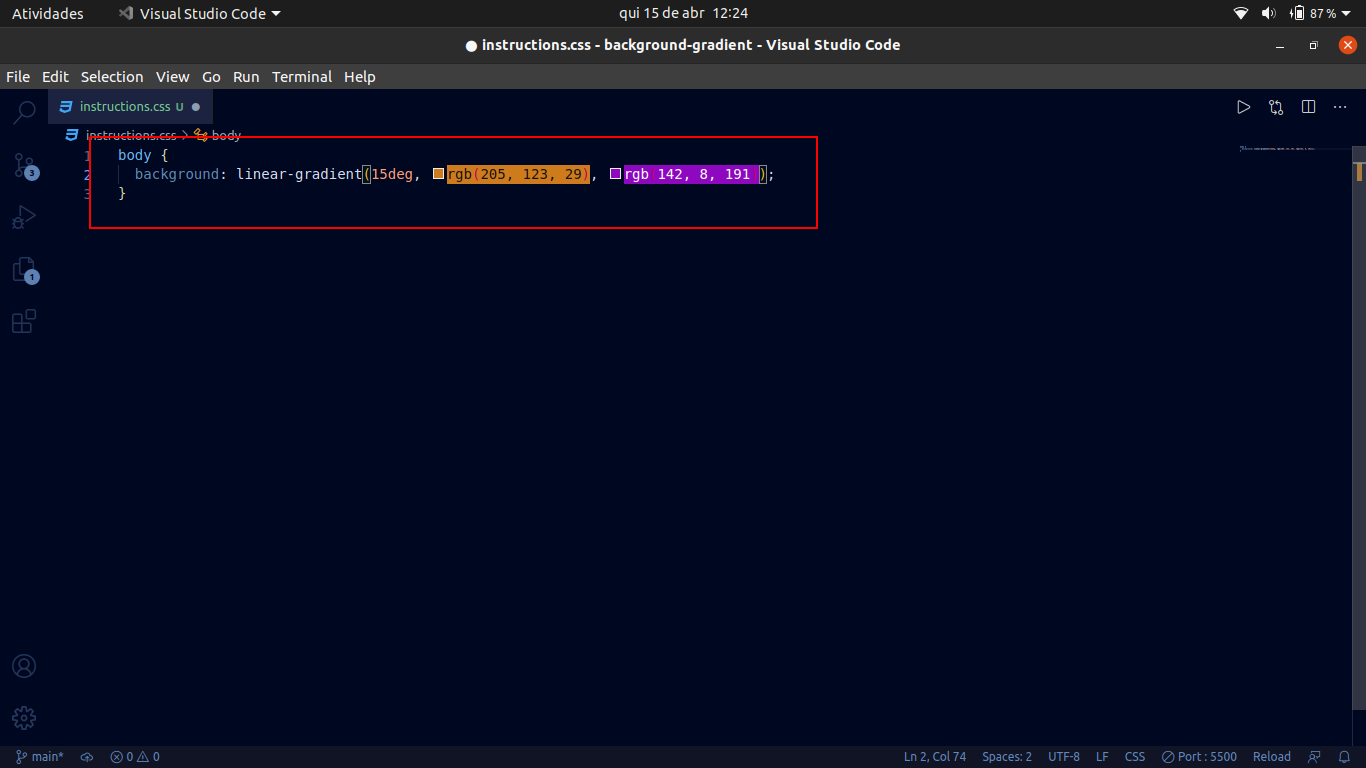 Atividades Visual Studio Code qui 15 de abr 12:24 87 %
instructions.css - background-gradient - Visual Studio Code
File Edit Selection View Go Run Terminal Help
instructions.css U
instructions.css > body
1 body {
2 background: linear-gradient(15deg, rgb(205, 123, 29), rgb(142, 8, 191));
3 }
3
1
main* 0 0 Ln 2, Col 74 Spaces: 2 UTF-8 LF CSS Port : 5500 Reload